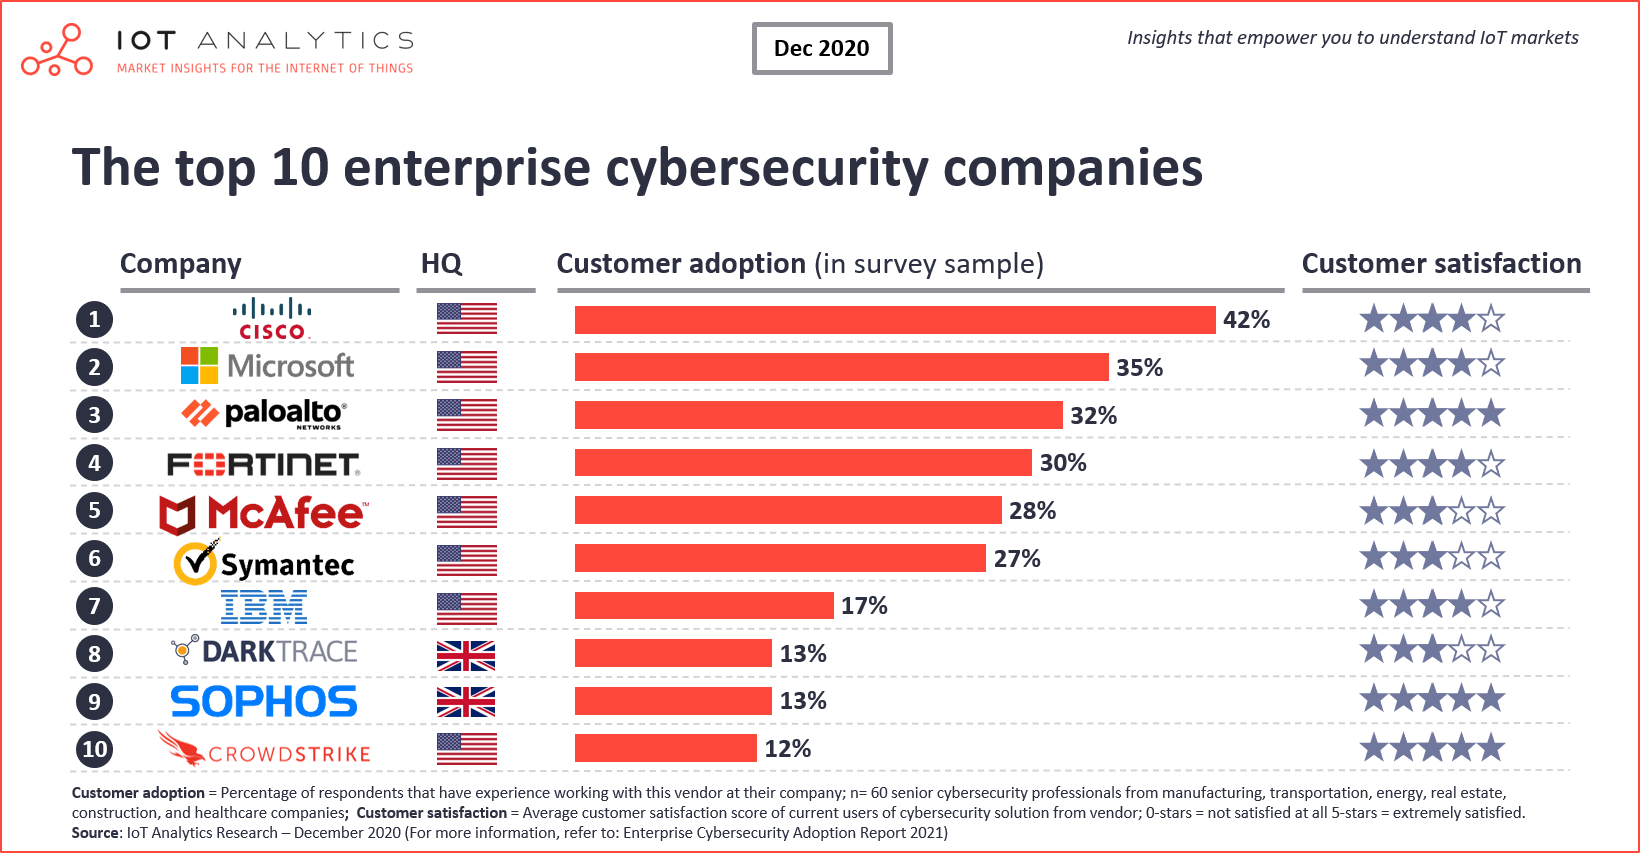 IOT ANALYTICS
MARKET INSIGHTS FOR THE INTERNET OF THINGS
Dec 2020
Insights that empower you to understand IoT markets
The top 10 enterprise cybersecurity companies
Company HQ Customer adoption (in survey sample) Customer satisfaction
1 CISCO 42%
2 Microsoft 35%
3 paloalto® NETWORKS 32%
4 FORTINET® 30%
5 McAfee™ 28%
6 Symantec 27%
7 IBM 17%
8 DARKTRACE 13%
9 SOPHOS 13%
10 CROWDSTRIKE 12%
Customer adoption = Percentage of respondents that have experience working with this vendor at their company; n= 60 senior cybersecurity professionals from manufacturing, transportation, energy, real estate,
construction, and healthcare companies; Customer satisfaction = Average customer satisfaction score of current users of cybersecurity solution from vendor; 0-stars = not satisfied at all 5-stars = extremely satisfied.
Source: IoT Analytics Research – December 2020 (For more information, refer to: Enterprise Cybersecurity Adoption Report 2021)